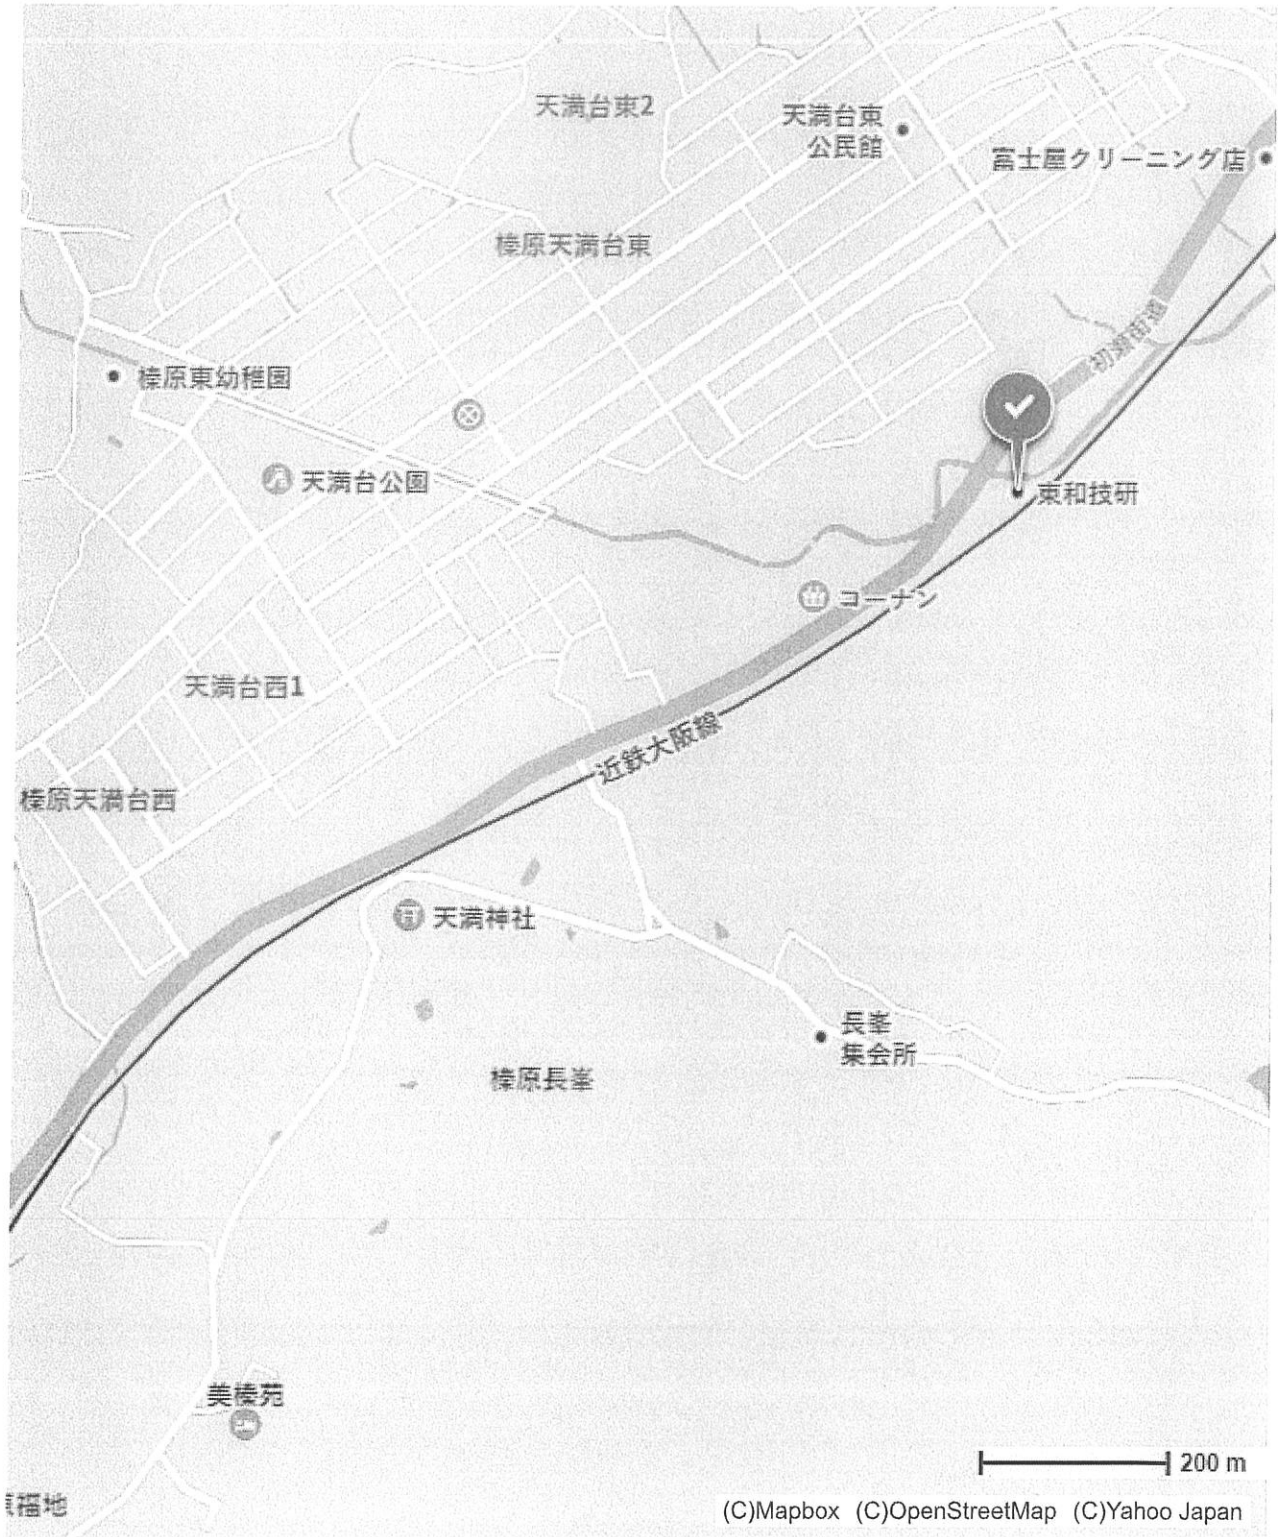 天満台東2
天満台東
公民館
富士屋クリーニング店
榛原天満台東
初瀬街道
榛原東幼稚園
天満台公園
東和技研
コーナン
天満台西1
近鉄大阪線
榛原天満台西
天満神社
長峯
集会所
榛原長峯
美榛苑
福地
200 m
(C)Mapbox (C)OpenStreetMap (C)Yahoo Japan